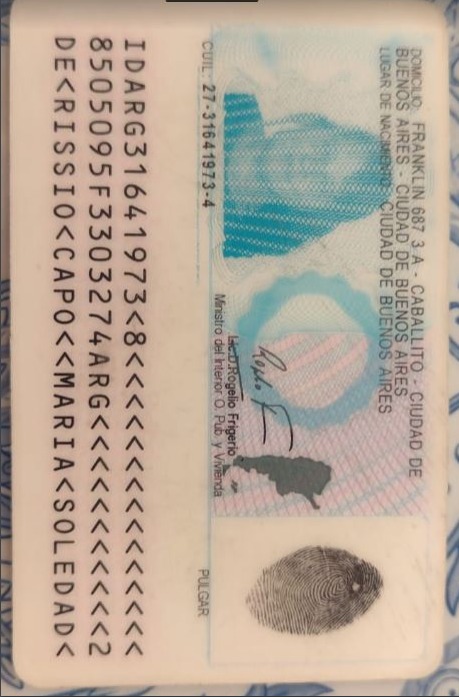 DOMICILIO: FRANKLIN 687 3 A - CABALLITO - CIUDAD DE
BUENOS AIRES - CIUDAD DE BUENOS AIRES
LUGAR DE NACIMIENTO: CIUDAD DE BUENOS AIRES
Lic. Rogelio Frigerio
Ministro del Interior O. Pub. y Vivienda
CUIL: 27-31641973-4
PULGAR
IDARG31641973<8<<<<<<<<<<<<<<<
8505095F3303274ARG<<<<<<<<<<<2
DE<RISSIO<CAPO<<MARIA<SOLEDAD<